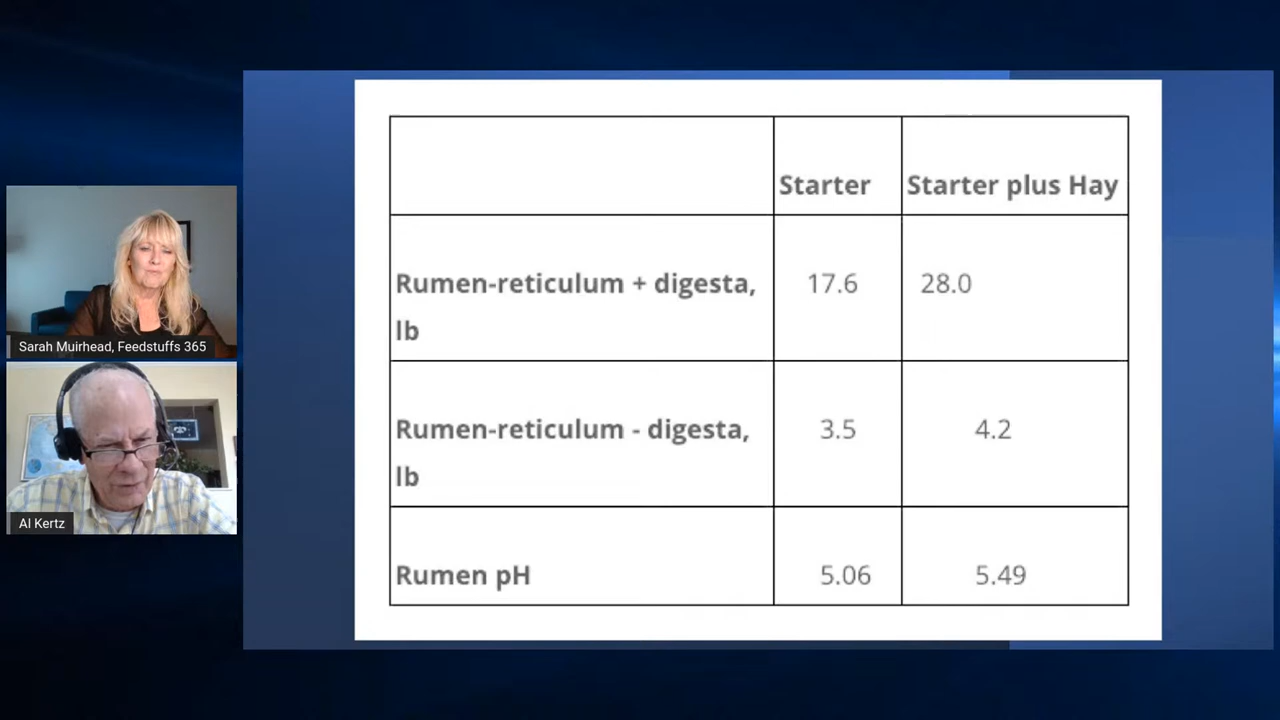 Starter Starter plus Hay
Rumen-reticulum + digesta, 17.6 28.0
lb
Rumen-reticulum - digesta, 3.5 4.2
lb
Rumen pH 5.06 5.49
Sarah Muirhead, Feedstuffs 365
Al Kertz